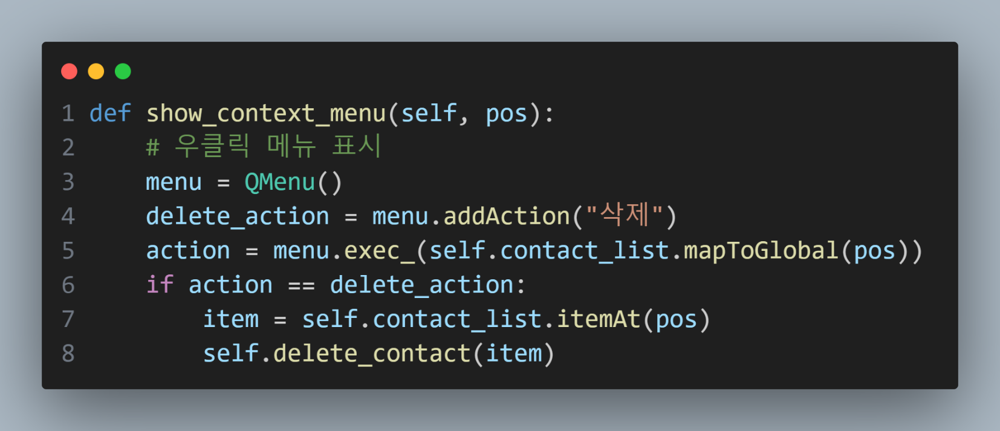 1 def show_context_menu(self, pos):
2     # 우클릭 메뉴 표시
3     menu = QMenu()
4     delete_action = menu.addAction("삭제")
5     action = menu.exec_(self.contact_list.mapToGlobal(pos))
6     if action == delete_action:
7         item = self.contact_list.itemAt(pos)
8         self.delete_contact(item)